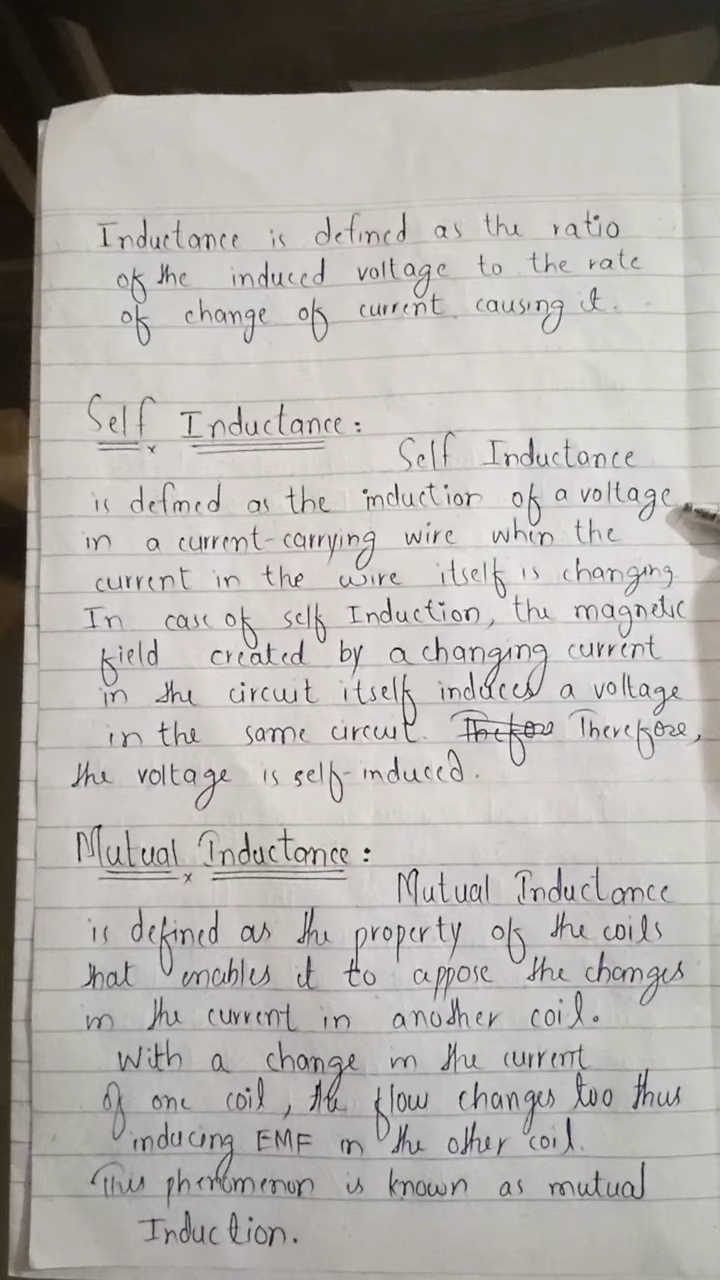 Inductance is defined as the ratio
of the induced voltage to the rate
of change of current causing it.
Self Inductance:
Self Inductance
is defined as the induction of a voltage
in a current-carrying wire when the
current in the wire itself is changing.
In case of self Induction, the magnetic
field created by a changing current
in the circuit itself induces a voltage
in the same circuit. Therefore,
the voltage is self-induced.
Mutual Inductance:
Mutual Inductance
is defined as the property of the coils
that enables it to appose the changes
in the current in another coil.
With a change in the current
of one coil, the flow changes too thus
inducing EMF in the other coil.
This phenomenon is known as mutual
Induction.